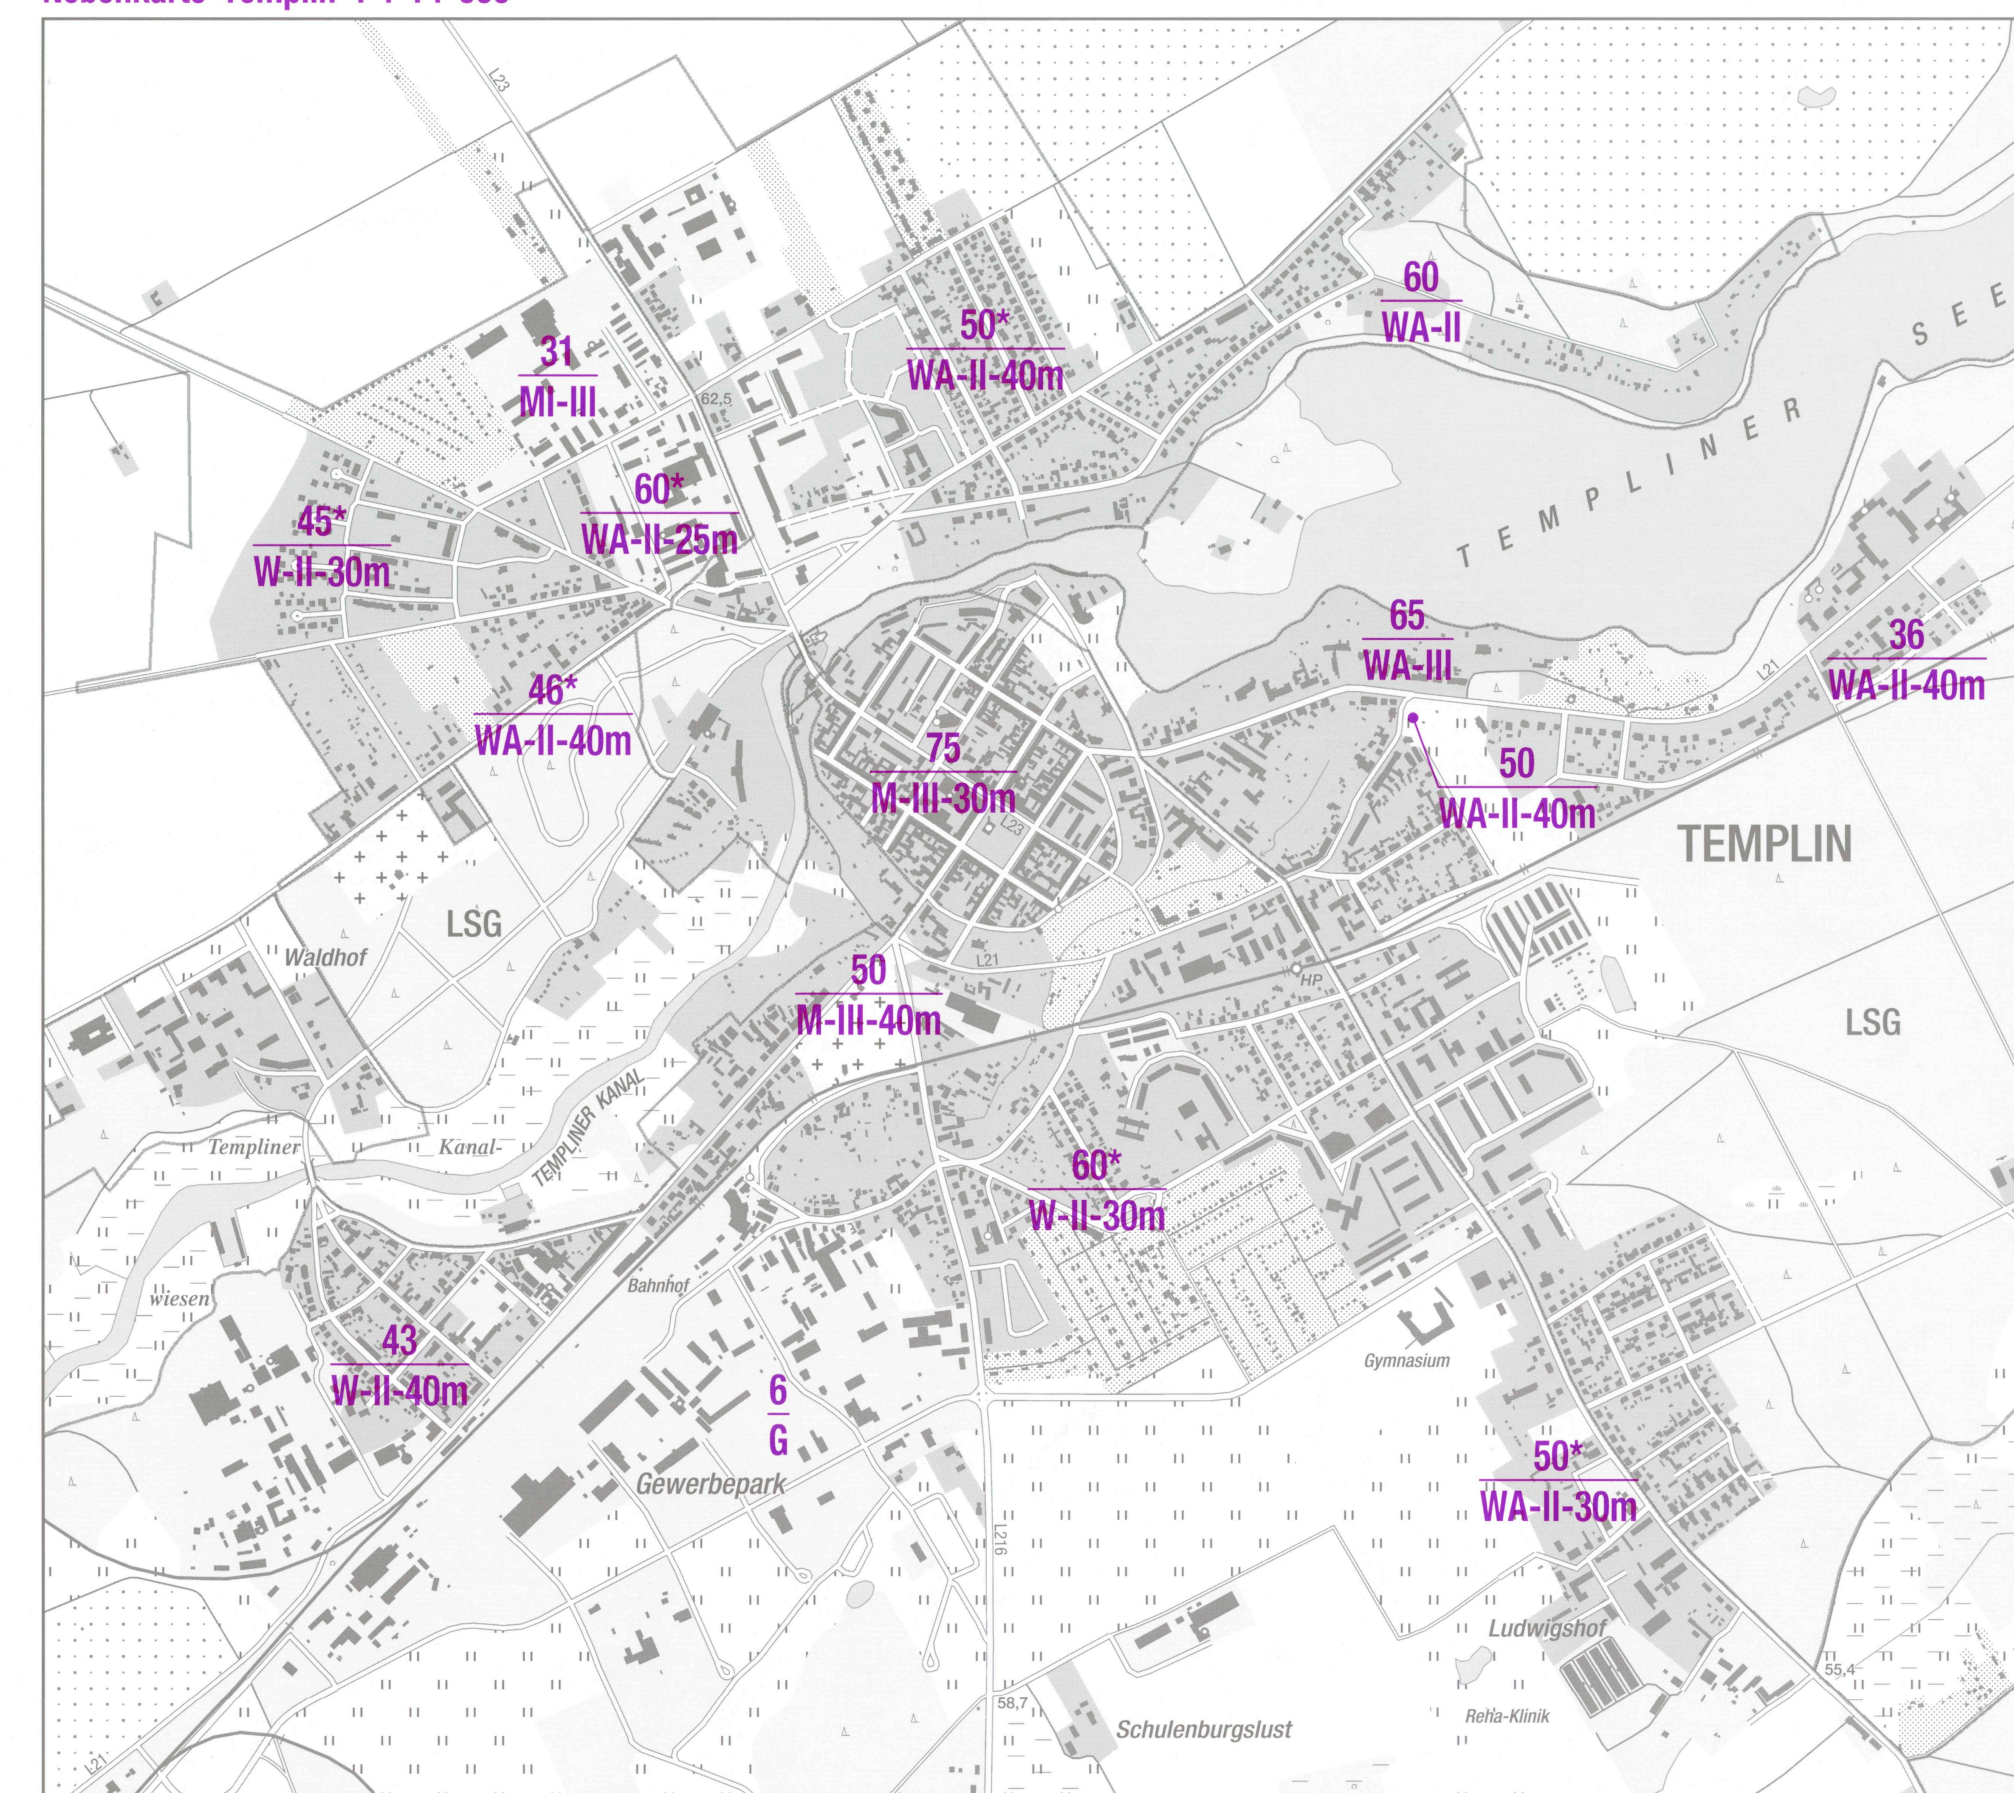 L23
60
WA-II
50*
WA-II-40m
31
MI-III
62,5
SEE
TEMPLINER
60*
WA-II-25m
45*
W-II-30m
65
WA-III
36
WA-II-40m
L21
46*
WA-II-40m
75
M-III-30m
L23
50
WA-II-40m
TEMPLIN
LSG
Waldhof
L21
50
M-III-40m
HP
LSG
TEMPLINER KANAL
Templiner Kanal-
wiesen
60*
W-II-30m
Bahnhof
43
W-II-40m
Gymnasium
6
G
Gewerbepark
50*
WA-II-30m
L216
Ludwigshof
55,4
58,7
Reha-Klinik
Schulenburgslust
L21